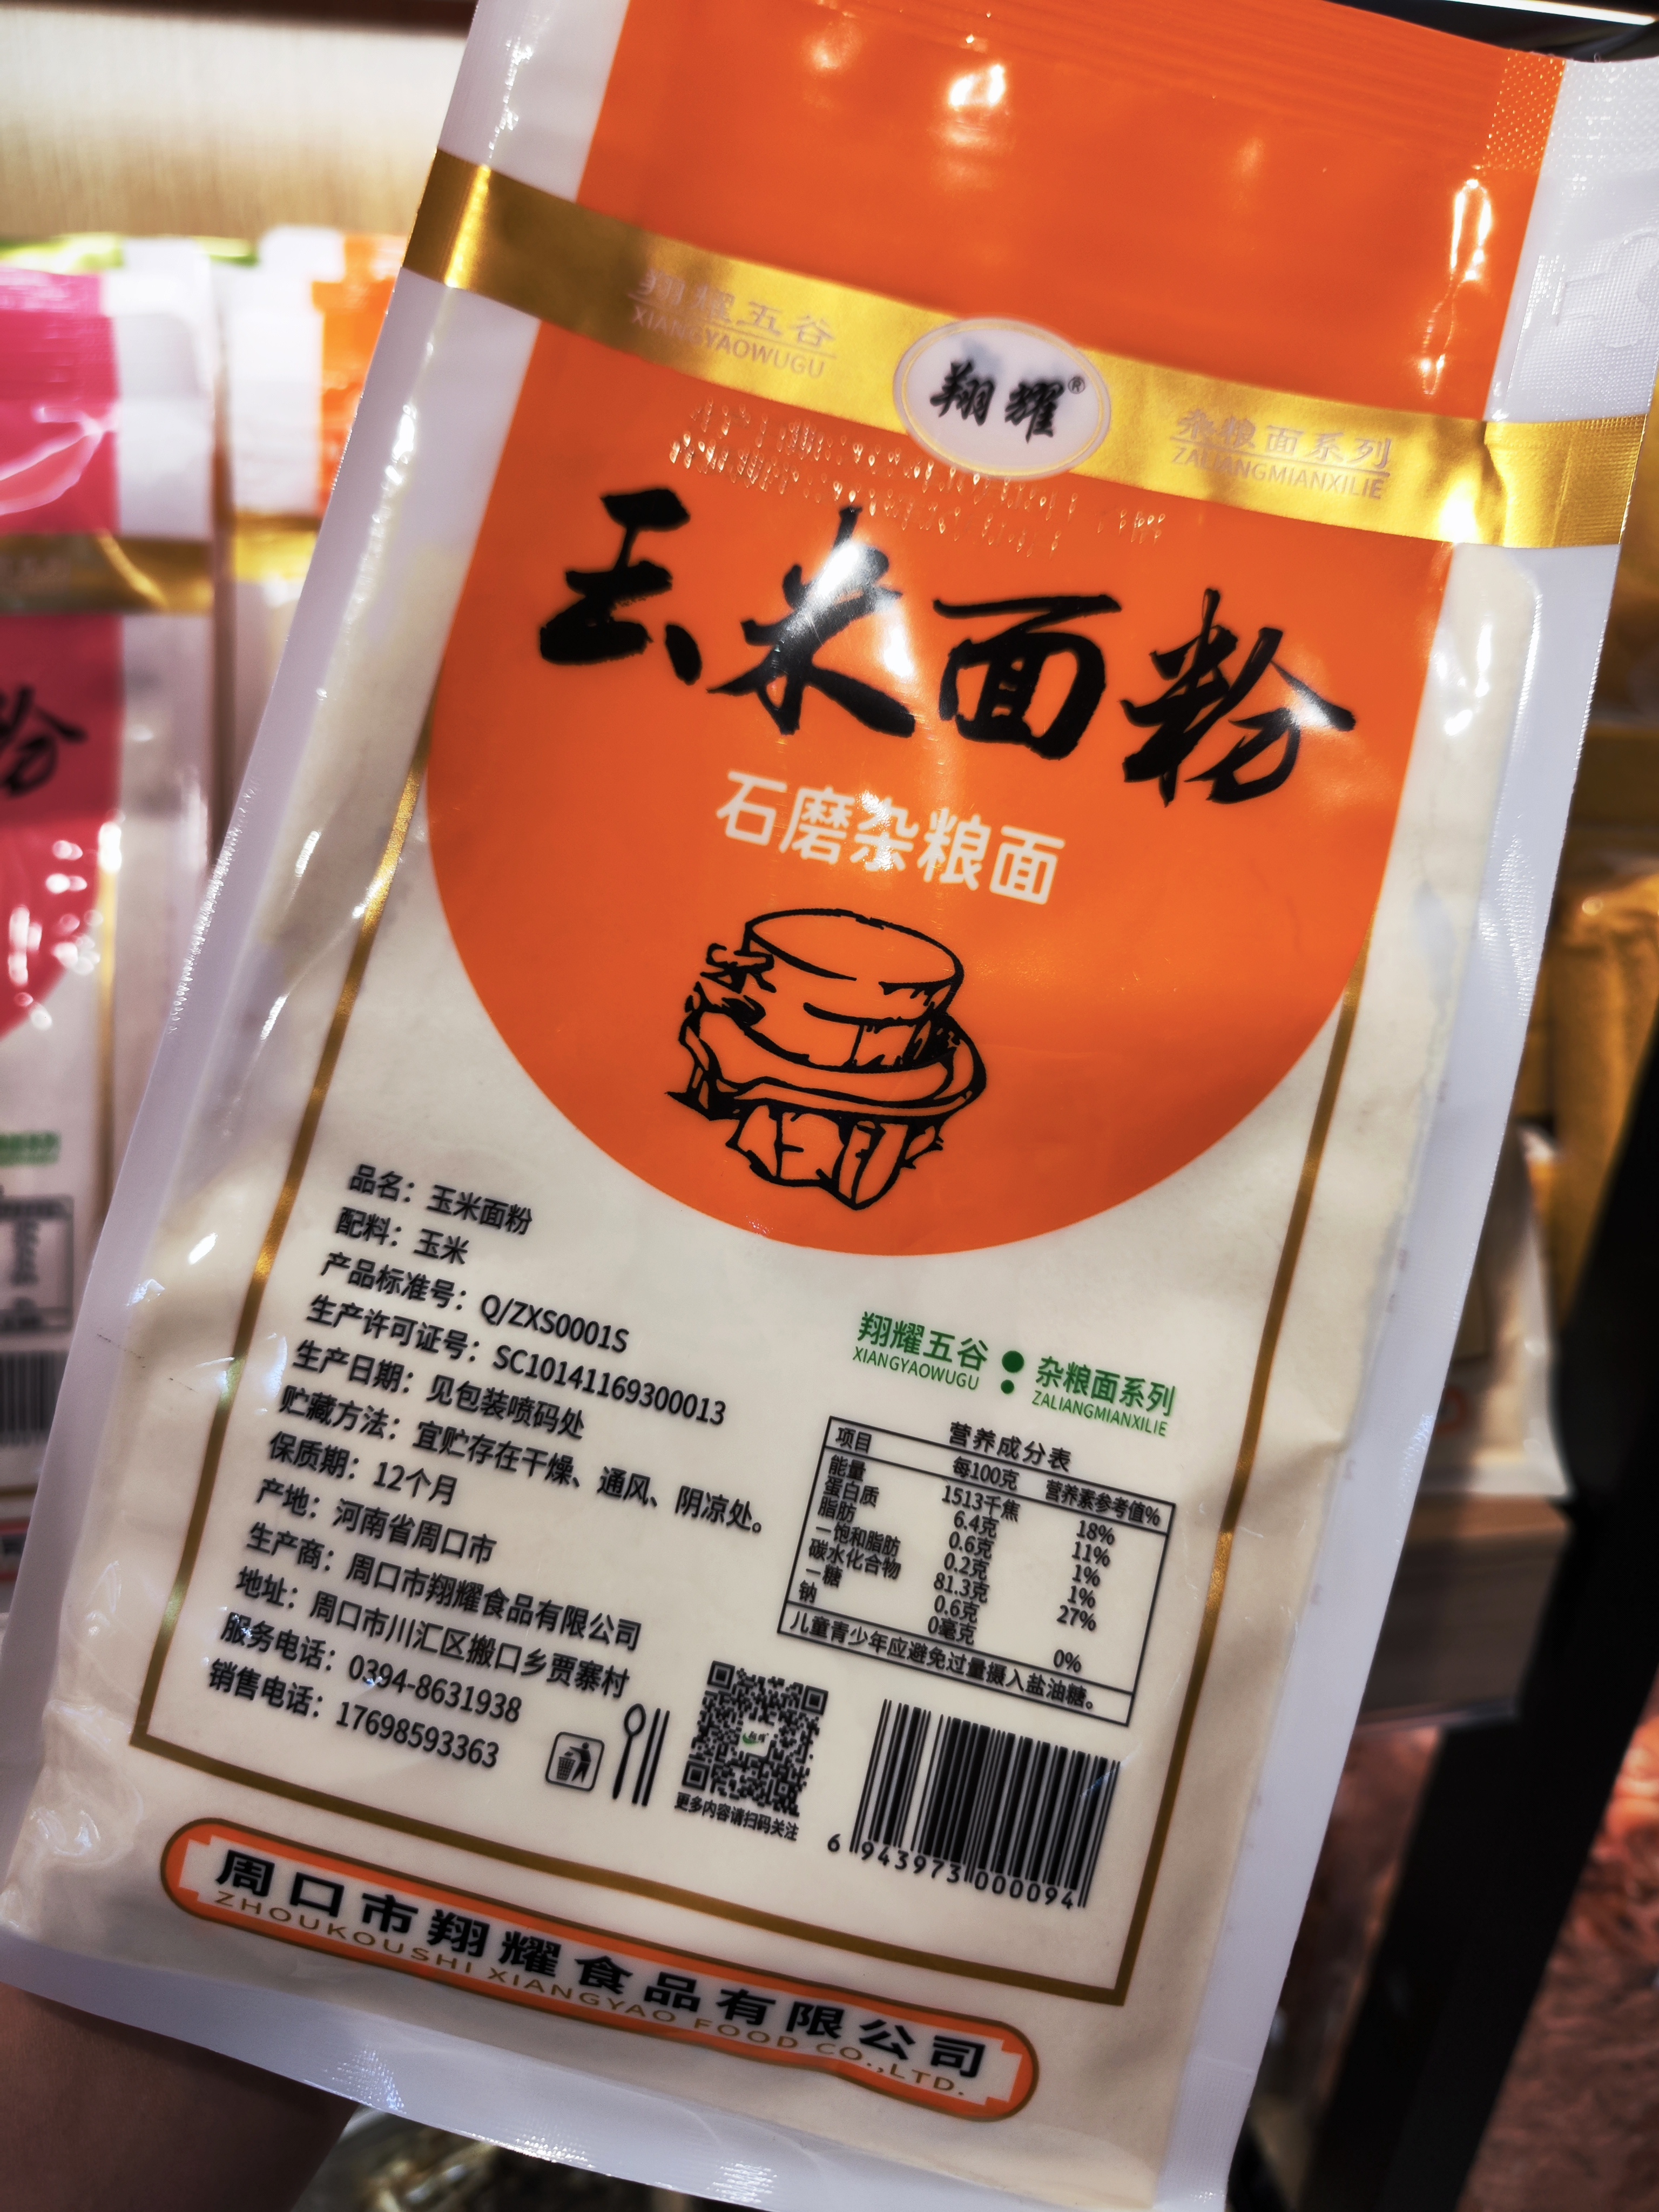 翔耀五谷
XIANGYAOWUGU
翔耀®
杂粮面系列
ZALIANGMIANXILIE
玉米面粉
石磨杂粮面
品名：玉米面粉
配料：玉米
产品标准号：Q/ZXS0001S
生产许可证号：SC10141169300013
生产日期：见包装喷码处
贮藏方法：宜贮存在干燥、通风、阴凉处。
保质期：12个月
产地：河南省周口市
生产商：周口市翔耀食品有限公司
地址：周口市川汇区搬口乡贾寨村
服务电话：0394-8631938
销售电话：17698593363
翔耀五谷
XIANGYAOWUGU
杂粮面系列
ZALIANGMIANXILIE
营养成分表
项目 每100克 营养素参考值%
能量 1513千焦 18%
蛋白质 6.4克 11%
脂肪 0.6克 1%
—饱和脂肪 0.2克 1%
碳水化合物 81.3克 27%
—糖 0.6克
钠 0毫克 0%
儿童青少年应避免过量摄入盐油糖。
更多内容请扫码关注
6 943973 000094
周口市翔耀食品有限公司
ZHOUKOUSHI XIANGYAO FOOD CO.,LTD.
粉